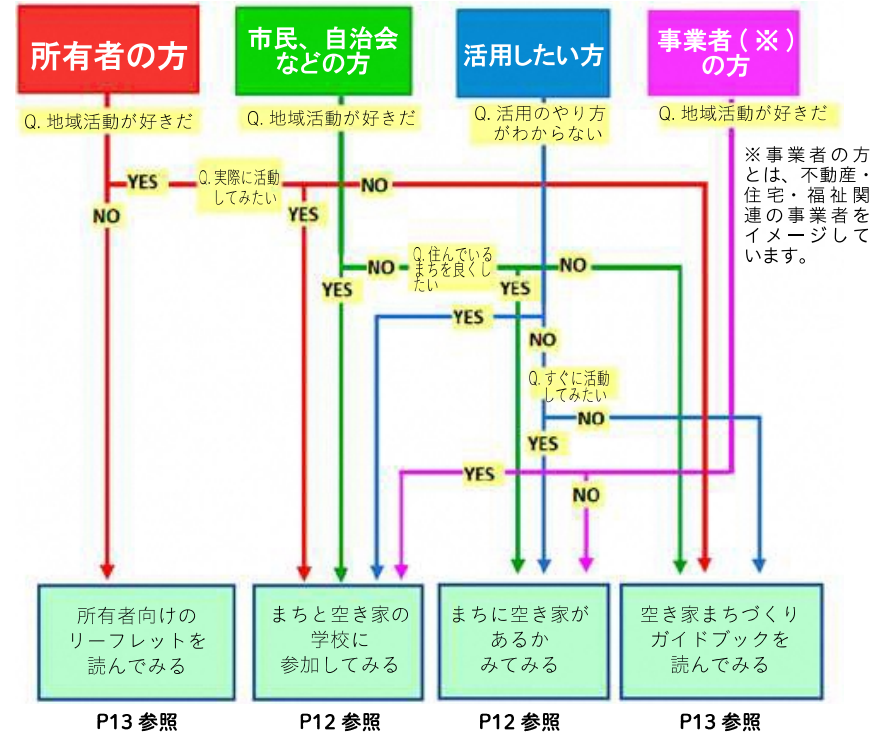 所有者の方
市民、自治会
などの方
活用したい方
事業者(※)
の方
Q. 地域活動が好きだ
Q. 地域活動が好きだ
Q. 活用のやり方
がわからない
Q. 地域活動が好きだ
※事業者の方
とは、不動産・
住宅・福祉関
連の事業者を
イメージして
います。
YES
Q. 実際に活動
してみたい
NO
NO
YES
NO
Q. 住んでいる
まちを良くし
たい
NO
YES
YES
YES
NO
Q. すぐに活動
してみたい
NO
YES
YES
NO
所有者向けの
リーフレットを
読んでみる
まちと空き家の
学校に
参加してみる
まちに空き家が
あるか
みてみる
空き家まちづくり
ガイドブックを
読んでみる
P13 参照
P12 参照
P12 参照
P13 参照